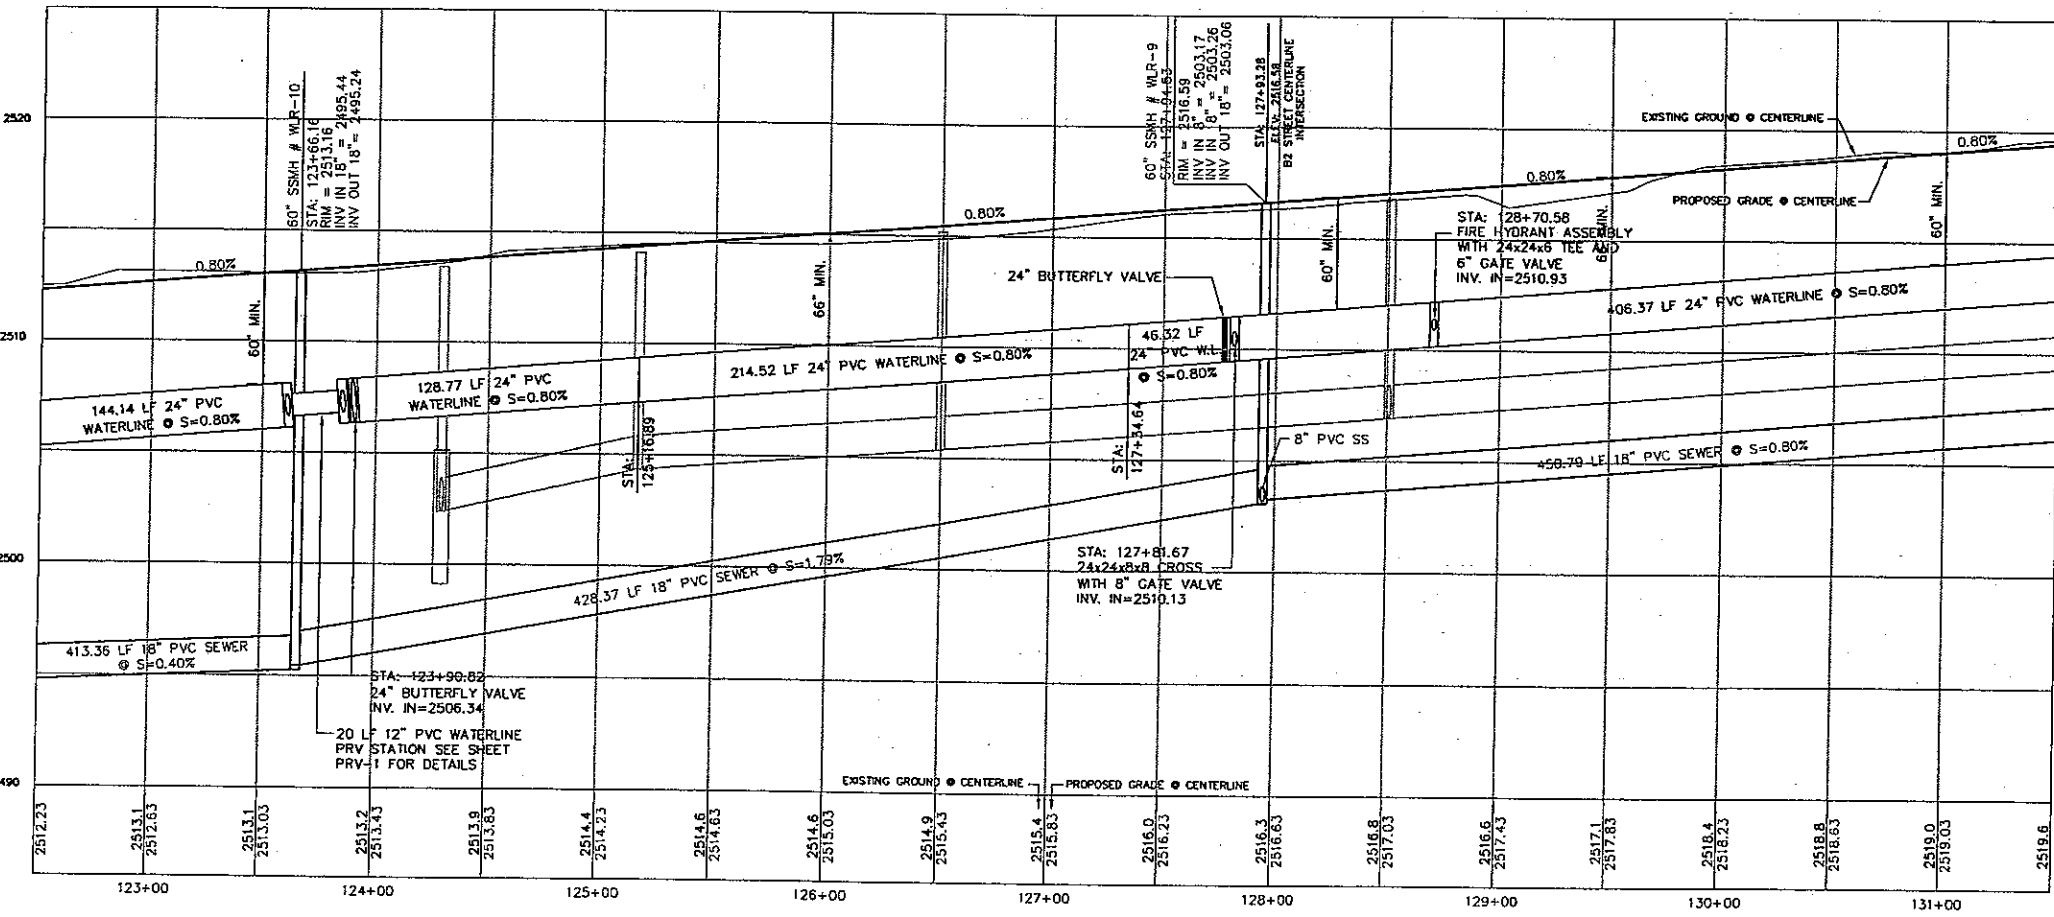 2520
2510
2500
490
60" SSMH # WLR-10
STA: 123+66.16
RIM = 2513.16
INV IN 18" = 2495.44
INV OUT 18"= 2495.24
60" SSMH # WLR-9
STA: 127+94.53
RIM = 2516.59
INV IN 8" = 2503.17
INV IN 18" = 2503.26
INV OUT 18"= 2503.06
STA: 127+93.28
ELEV: 2516.58
B2 STREET CENTERLINE
INTERSECTION
EXISTING GROUND @ CENTERLINE
0.80%
PROPOSED GRADE @ CENTERLINE
0.80%
0.80%
0.80%
60" MIN.
66" MIN.
60" MIN.
60" MIN.
STA: 128+70.58
FIRE HYDRANT ASSEMBLY
WITH 24x24x6 TEE AND
6" GATE VALVE
INV. IN=2510.93
24" BUTTERFLY VALVE
406.37 LF 24" PVC WATERLINE @ S=0.80%
46.32 LF
24" PVC W.L.
@ S=0.80%
214.52 LF 24" PVC WATERLINE @ S=0.80%
128.77 LF 24" PVC
WATERLINE @ S=0.80%
144.14 LF 24" PVC
WATERLINE @ S=0.80%
STA:
125+16.89
STA:
127+34.64
8" PVC SS
450.79 LF 18" PVC SEWER @ S=0.80%
STA: 127+81.67
24x24x8x8 CROSS
WITH 8" GATE VALVE
INV. IN=2510.13
428.37 LF 18" PVC SEWER @ S=1.79%
413.36 LF 18" PVC SEWER
@ S=0.40%
STA: 123+90.82
24" BUTTERFLY VALVE
INV. IN=2506.34
20 LF 12" PVC WATERLINE
PRV STATION SEE SHEET
PRV-1 FOR DETAILS
EXISTING GROUND @ CENTERLINE
PROPOSED GRADE @ CENTERLINE
2512.23
2513.1
2512.63
2513.1
2513.03
2513.2
2513.43
2513.9
2513.83
2514.4
2514.23
2514.6
2514.63
2514.6
2515.03
2514.9
2515.43
2515.4
2515.83
2516.0
2516.23
2516.3
2516.63
2516.8
2517.03
2516.6
2517.43
2517.1
2517.83
2518.4
2518.23
2518.8
2518.63
2519.0
2519.03
2519.6
123+00
124+00
125+00
126+00
127+00
128+00
129+00
130+00
131+00